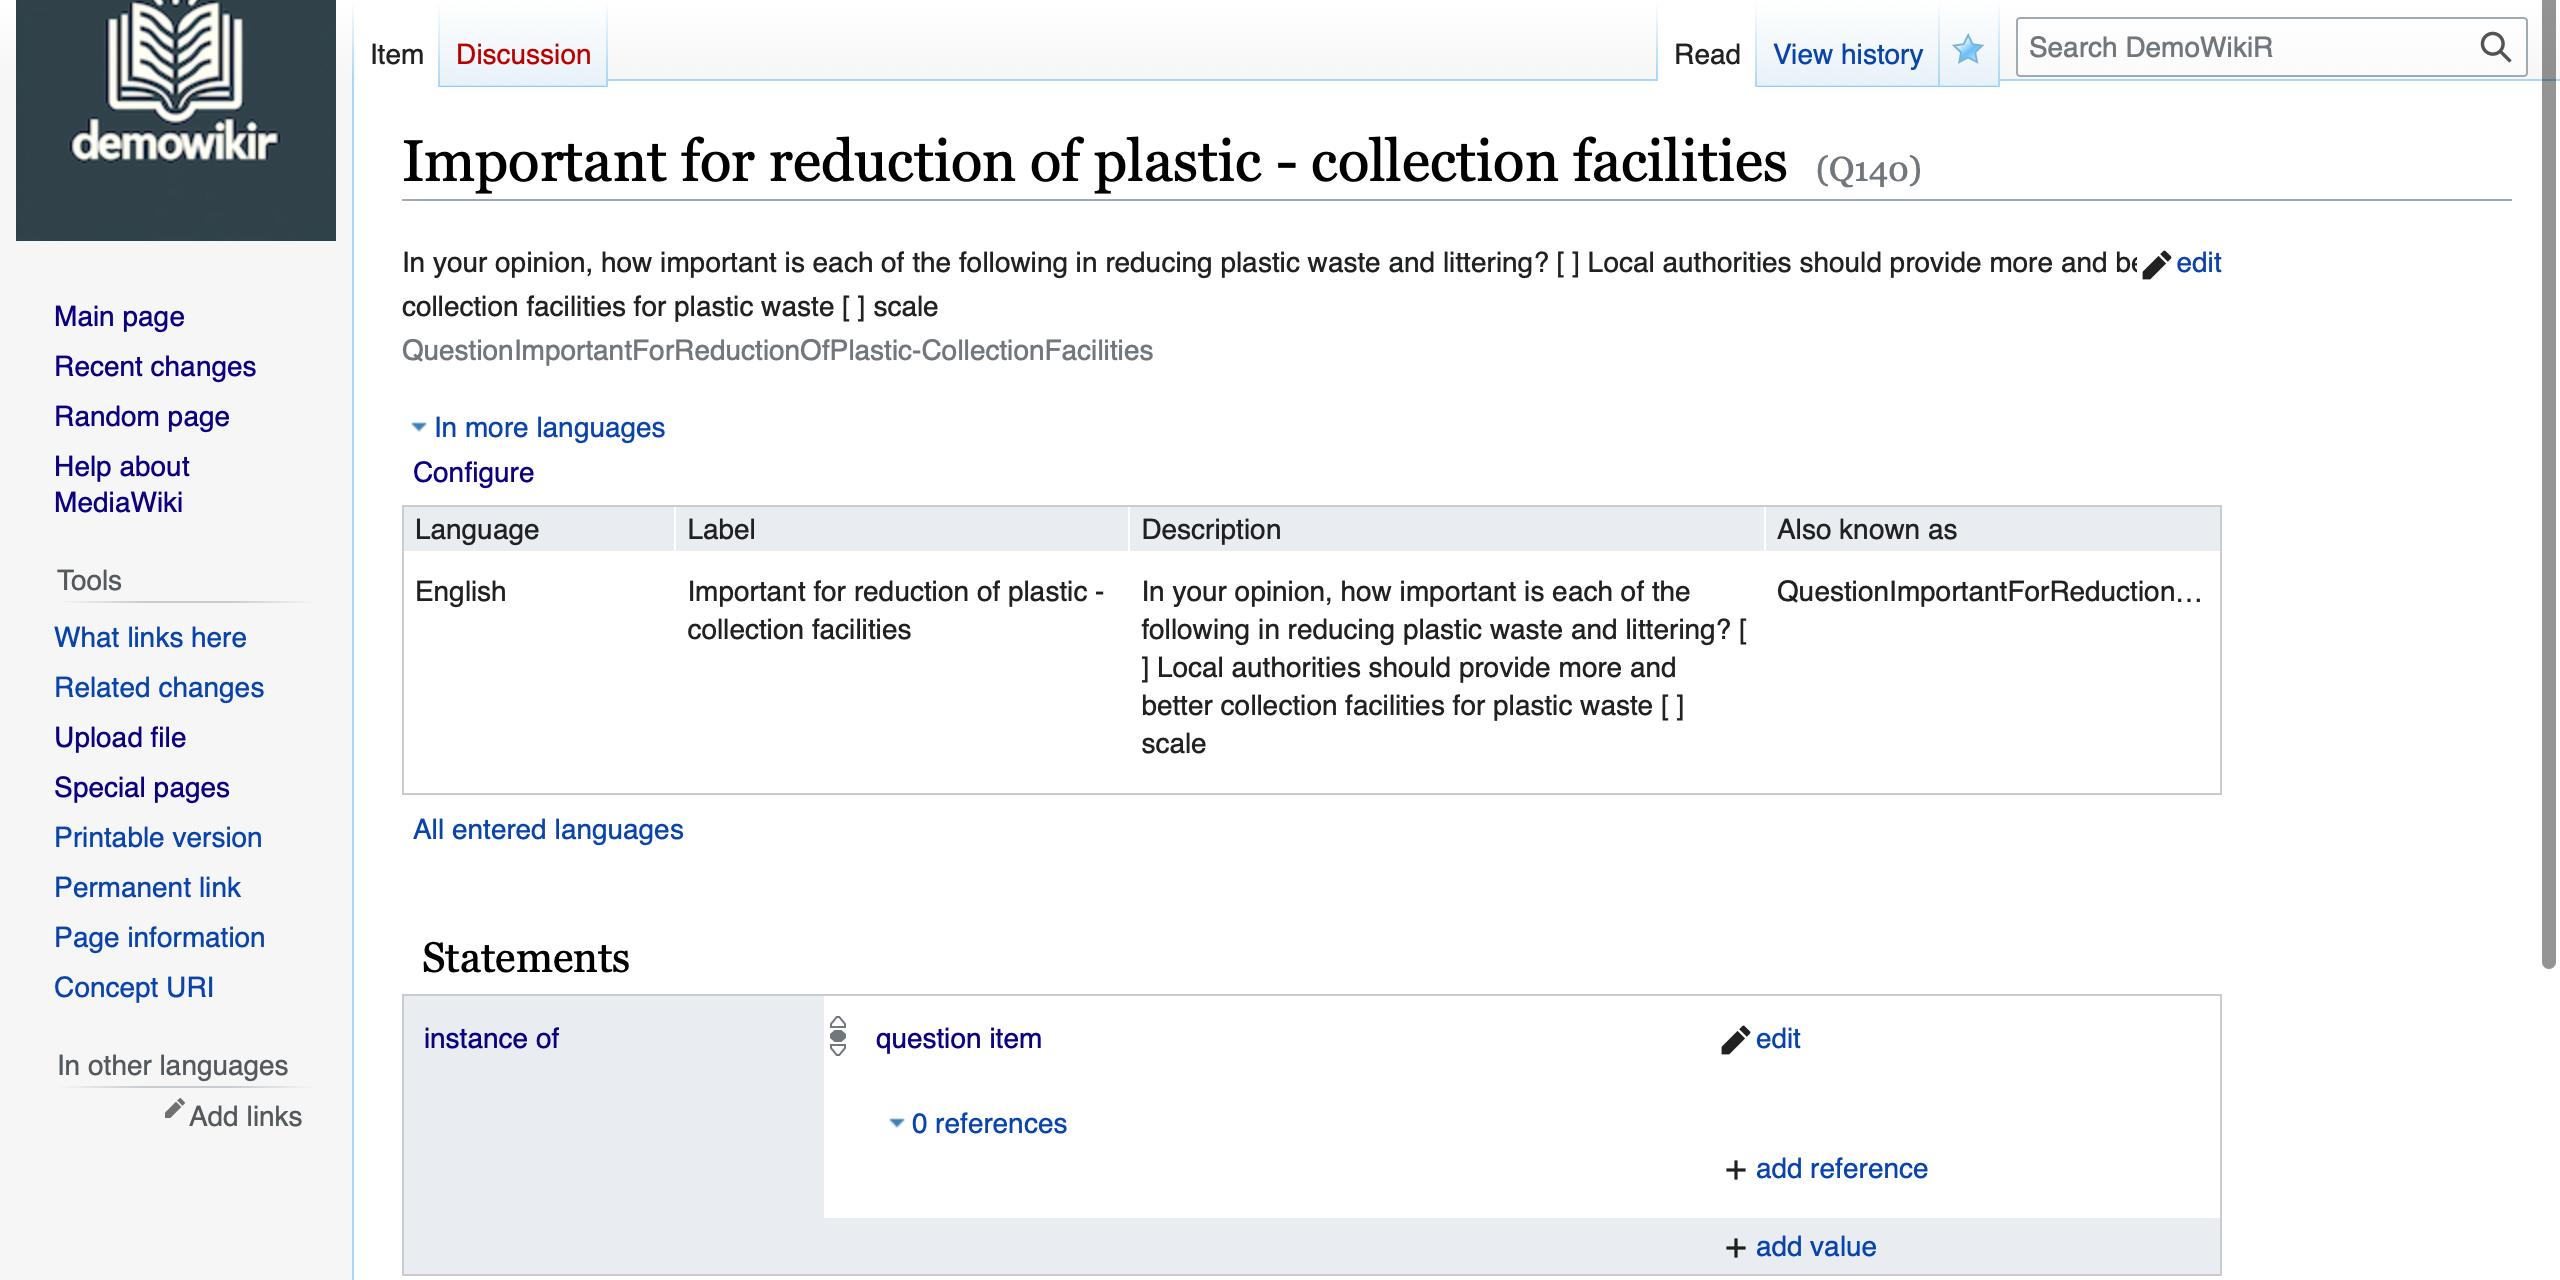 demowikir
Main page
Recent changes
Random page
Help about
MediaWiki
Tools
What links here
Related changes
Upload file
Special pages
Printable version
Permanent link
Page information
Concept URI
In other languages
Add links
Item
Discussion
Read
View history
Search DemoWikiR
Important for reduction of plastic - collection facilities (Q140)
In your opinion, how important is each of the following in reducing plastic waste and littering? [ ] Local authorities should provide more and
edit
collection facilities for plastic waste [ ] scale
QuestionImportantForReductionOfPlastic-CollectionFacilities
In more languages
Configure
Language Label Description Also known as
English
Important for reduction of plastic -
collection facilities
In your opinion, how important is each of the
following in reducing plastic waste and littering? [
] Local authorities should provide more and
better collection facilities for plastic waste [ ]
scale
QuestionImportantForReduction...
All entered languages
Statements
instance of
question item
edit
0 references
+ add reference
+ add value